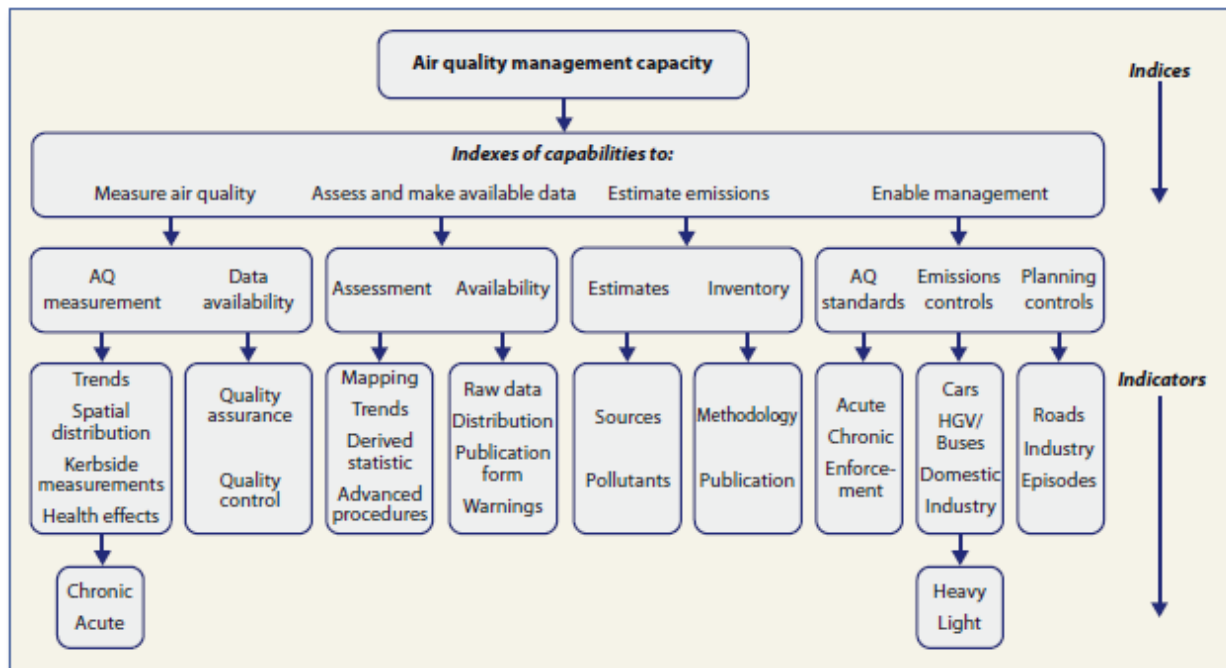 Air quality management capacity
Indices
Indexes of capabilities to:
Measure air quality
Assess and make available data
Estimate emissions
Enable management
AQ
measurement
Data
availability
Assessment
Availability
Estimates
Inventory
AQ
standards
Emissions
controls
Planning
controls
Indicators
Trends
Spatial
distribution
Kerbside
measurements
Health effects
Quality
assurance
Quality
control
Mapping
Trends
Derived
statistic
Advanced
procedures
Raw data
Distribution
Publication
form
Warnings
Sources
Pollutants
Methodology
Publication
Acute
Chronic
Enforce-
ment
Cars
HGV/
Buses
Domestic
Industry
Roads
Industry
Episodes
Chronic
Acute
Heavy
Light